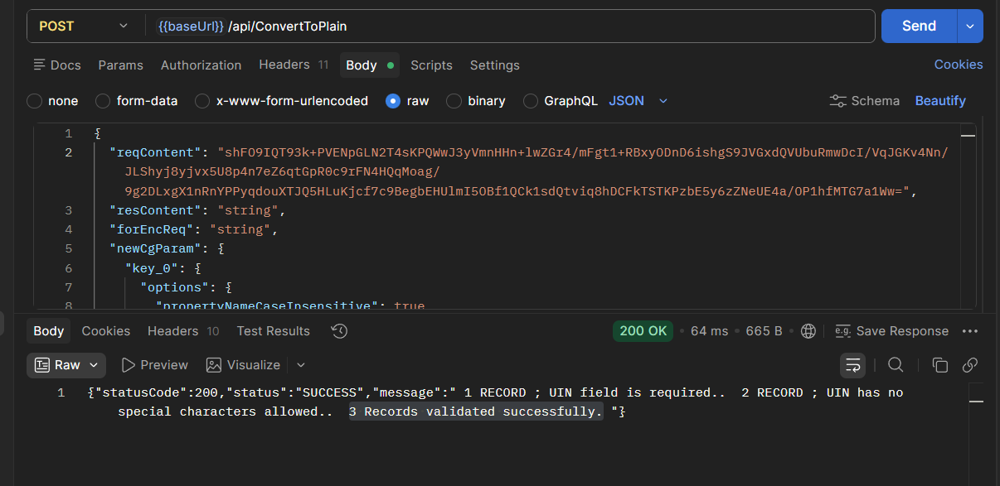 POST {{baseUrl}} /api/ConvertToPlain Send
Docs Params Authorization Headers 11 Body Scripts Settings Cookies
none form-data x-www-form-urlencoded raw binary GraphQL JSON Schema Beautify
1 {
2 "reqContent": "shFO9IQT93k+PVENpGLN2T4sKPQWwJ3yVmnHHn+lwZGr4/mFgt1+RBxyODnD6ishgS9JVGxdQVUbuRmwDcI/VqJGKv4Nn/
JLShyj8yjvx5U8p4n7eZ6qtGpR0c9rFN4HQqMoag/
9g2DLxgX1nRnYPPyqdouXTJQ5HLuKjcf7c9BegbEHUlmI5OBf1QCk1sdQtviq8hDCFkTSTKPzbE5y6zZNeUE4a/OP1hfMTG7a1Ww=",
3 "resContent": "string",
4 "forEncReq": "string",
5 "newCgParam": {
6 "key_0": {
7 "options": {
8 "propertyNameCaseInsensitive": true
Body Cookies Headers 10 Test Results 200 OK 64 ms 665 B e.g. Save Response
Raw Preview Visualize
1 {"statusCode":200,"status":"SUCCESS","message":" 1 RECORD ; UIN field is required.. 2 RECORD ; UIN has no
special characters allowed.. 3 Records validated successfully. "}